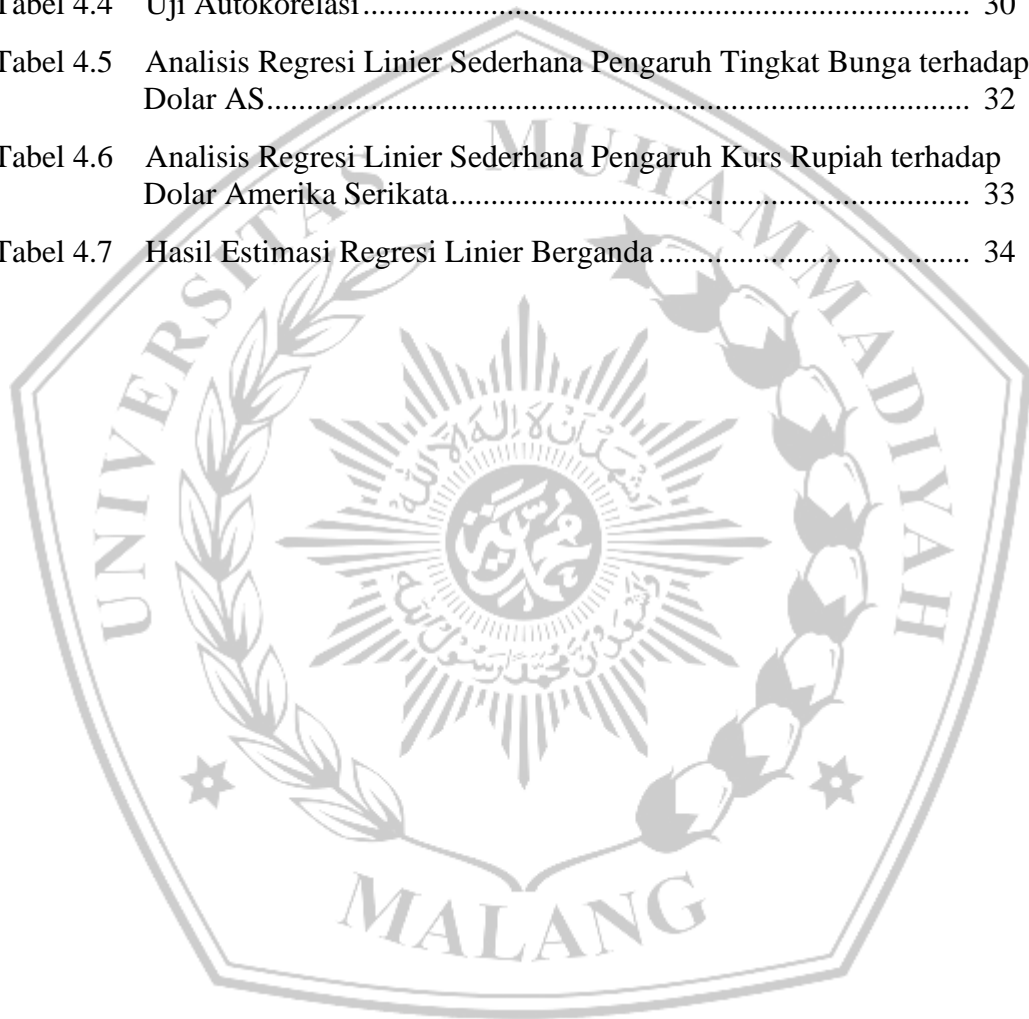 Tabel 4.4 Uji Autokorelasi........................................................................... 30
Tabel 4.5 Analisis Regresi Linier Sederhana Pengaruh Tingkat Bunga terhadap
Dolar AS........................................................................................ 32
Tabel 4.6 Analisis Regresi Linier Sederhana Pengaruh Kurs Rupiah terhadap
Dolar Amerika Serikata................................................................. 33
Tabel 4.7 Hasil Estimasi Regresi Linier Berganda ....................................... 34
UNIVERSITAS MUHAMMADIYAH
MALANG